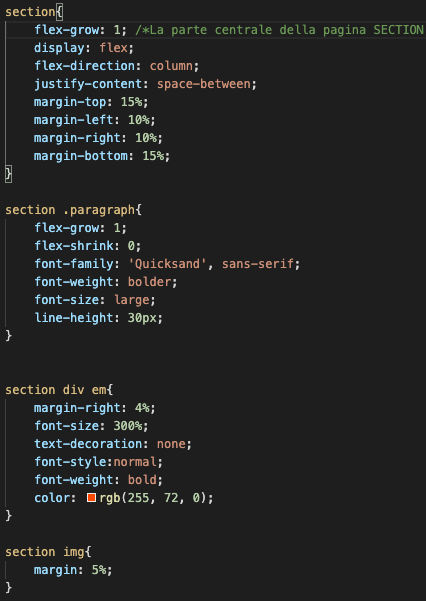 section{
flex-grow: 1; /*La parte centrale della pagina SECTION
display: flex;
flex-direction: column;
justify-content: space-between;
margin-top: 15%;
margin-left: 10%;
margin-right: 10%;
margin-bottom: 15%;
}
section .paragraph{
flex-grow: 1;
flex-shrink: 0;
font-family: 'Quicksand', sans-serif;
font-weight: bolder;
font-size: large;
line-height: 30px;
}
section div em{
margin-right: 4%;
font-size: 300%;
text-decoration: none;
font-style:normal;
font-weight: bold;
color: rgb(255, 72, 0);
}
section img{
margin: 5%;
}